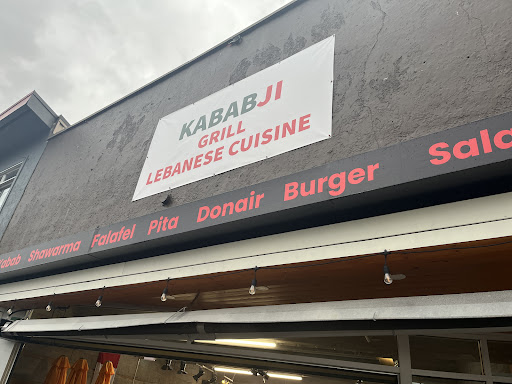 KABABJI
GRILL
LEBANESE CUISINE
Shawarma Falafel Pita Donair Burger